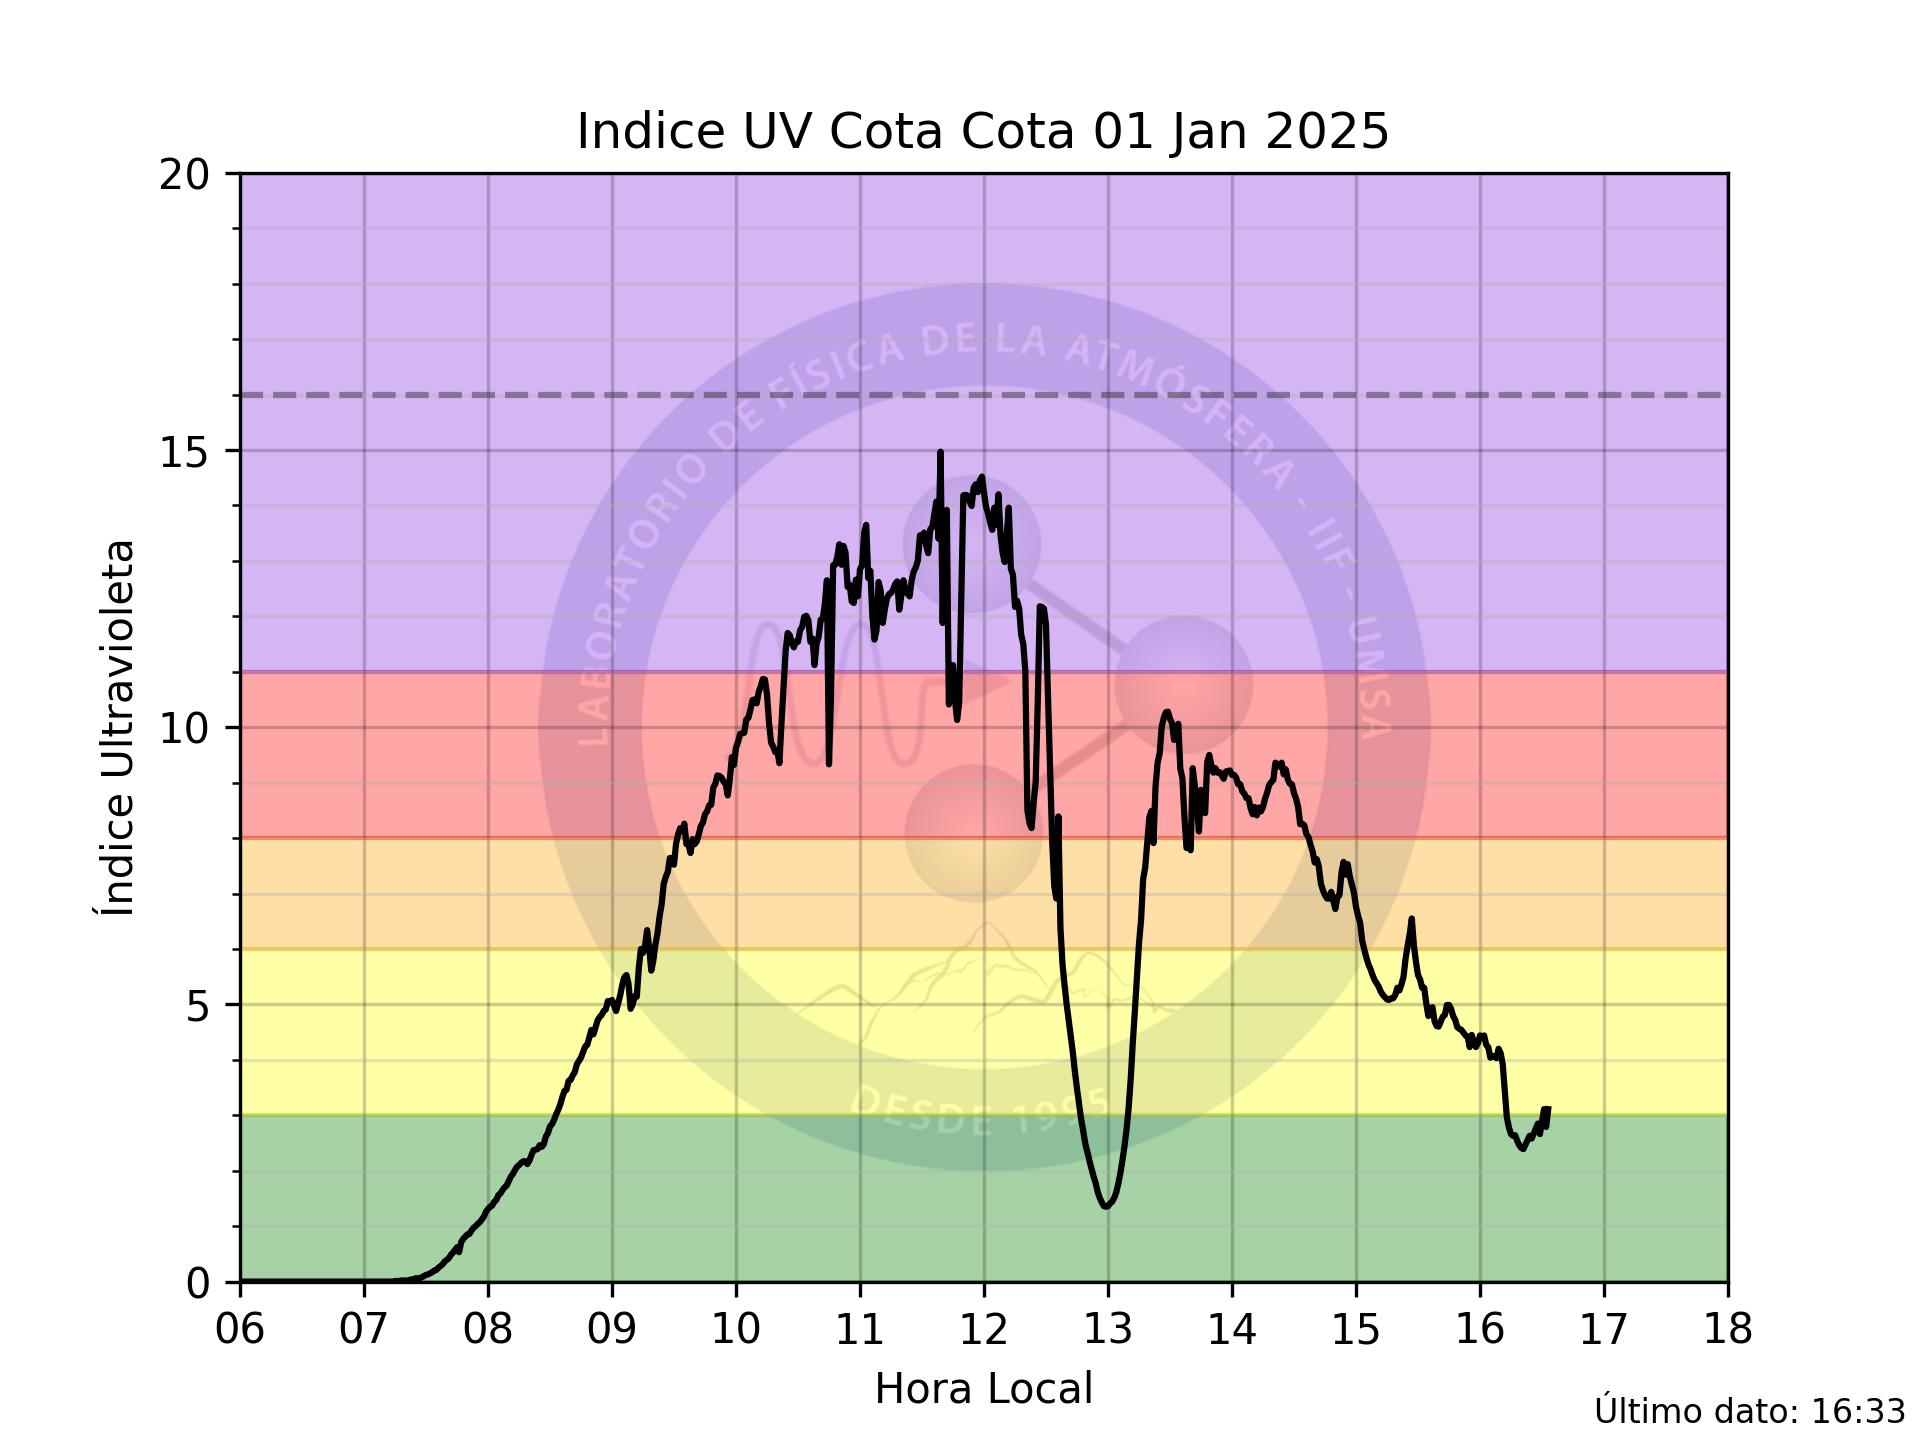 Indice UV Cota Cota 01 Jan 2025
20
15
10
5
0
Índice Ultravioleta
LABORATORIO DE FÍSICA DE LA ATMÓSFERA - IIF - UMSA
DESDE 1995
06 07 08 09 10 11 12 13 14 15 16 17 18
Hora Local
Último dato: 16:33